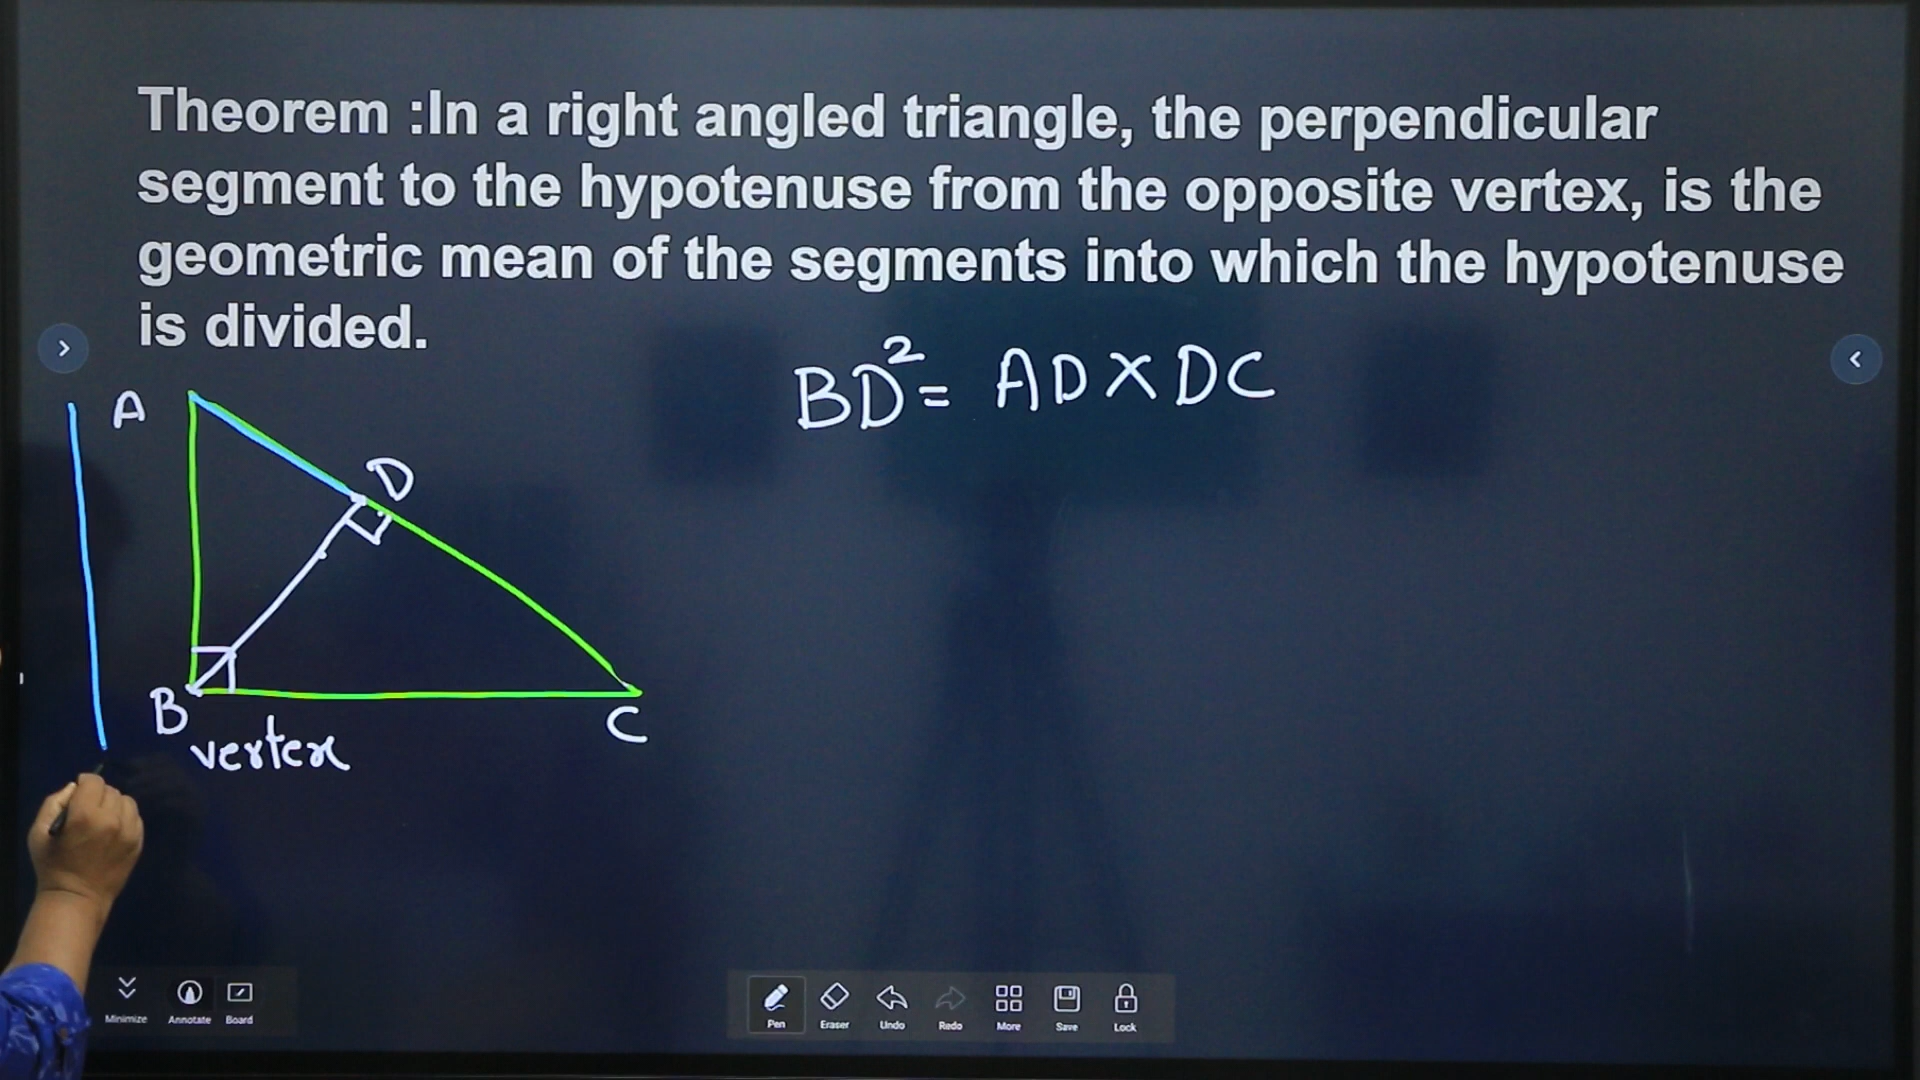 Theorem :In a right angled triangle, the perpendicular
segment to the hypotenuse from the opposite vertex, is the
geometric mean of the segments into which the hypotenuse
is divided.
BD²= AD×DC
A
D
B
C
vertex
Minimize Annotate Board
Pen Eraser Undo Redo More Save Lock